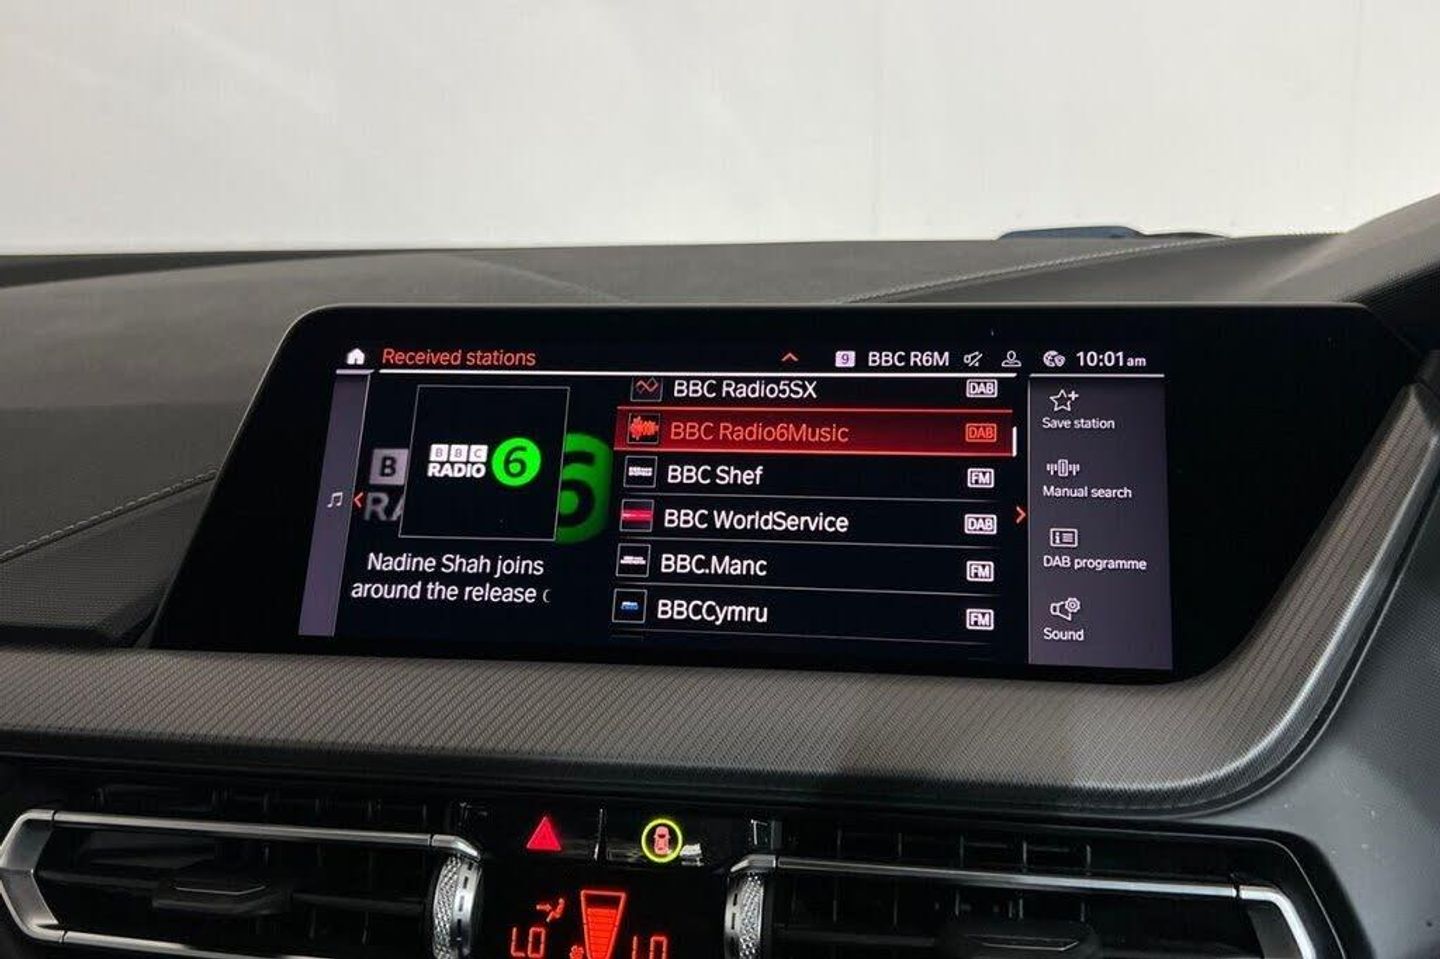 Received stations
9 BBC R6M 10:01am
BBC Radio5SX DAB
BBC Radio6Music DAB
BBC Shef FM
BBC WorldService DAB
BBC.Manc FM
BBCCymru FM
BBC
RADIO 6
B
RA 6
Nadine Shah joins
around the release
Save station
Manual search
DAB programme
Sound
LO LO